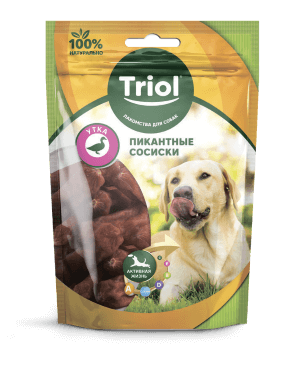 100%
НАТУРАЛЬНО
Triol®
ЛАКОМСТВА ДЛЯ СОБАК
УТКА
ПИКАНТНЫЕ
СОСИСКИ
АКТИВНАЯ
ЖИЗНЬ
A
D
E